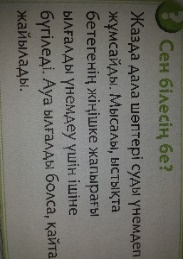 Сен білесің бе?
Жазда дала шөптері суды үнемдеп
жұмсайды. Мысалы, ыстықта
бетегенің жіңішке жапырағы
ылғалды үнемдеу үшін ішіне
бүгіледі. Ауа ылғалды болса, қайта
жайылады.